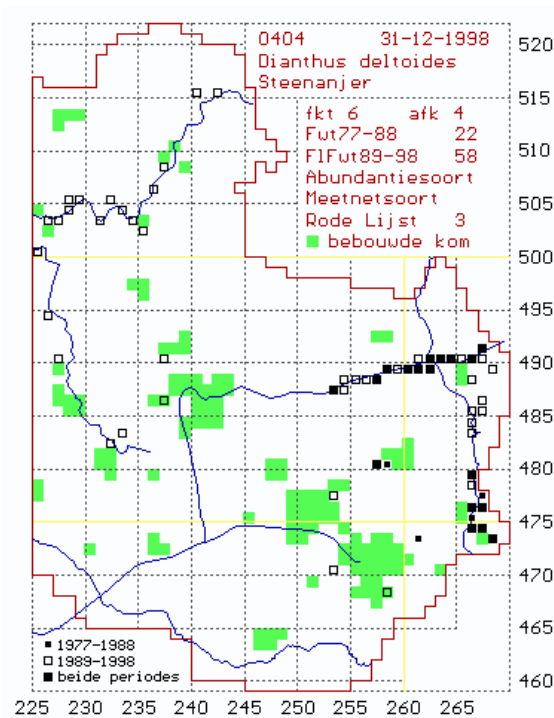 0404 31-12-1998
Dianthus deltoides
Steenanjer
fkt 6 afk 4
Fut77-88 22
FlFut89-98 58
Abundantiesoort
Meetnetsoort
Rode Lijst 3
bebouwde kom
520
515
510
505
500
495
490
485
480
475
470
465
460
1977-1988
1989-1998
beide periodes
225 230 235 240 245 250 255 260 265